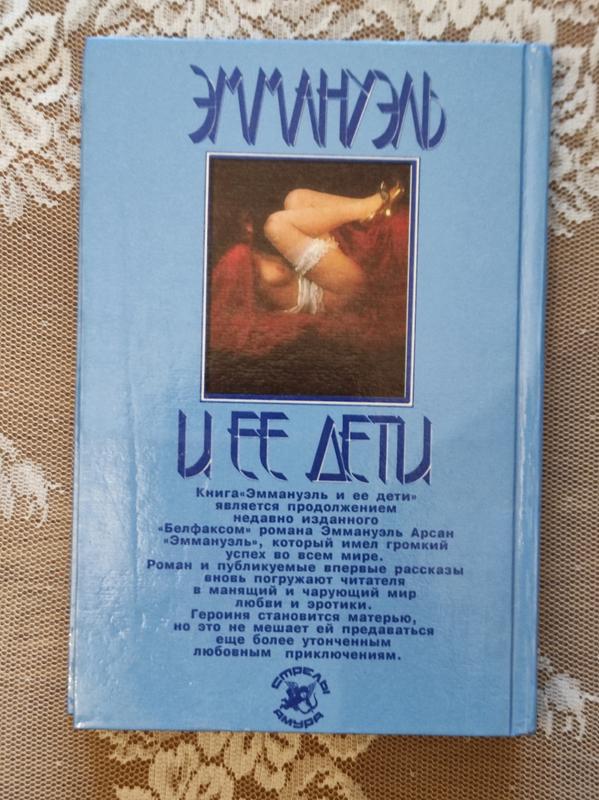 ЭММАНУЭЛЬ
И ЕЕ ДЕТИ
Книга«Эммануэль и ее дети»
является продолжением
недавно изданного
«Белфаксом» романа Эммануэль Арсан
«Эммануэль», который имел громкий
успех во всем мире.
Роман и публикуемые впервые рассказы
вновь погружают читателя
в манящий и чарующий мир
любви и эротики.
Героиня становится матерью,
но это не мешает ей предаваться
еще более утонченным
любовным приключениям.
СТРЕЛЫ
АМУРА